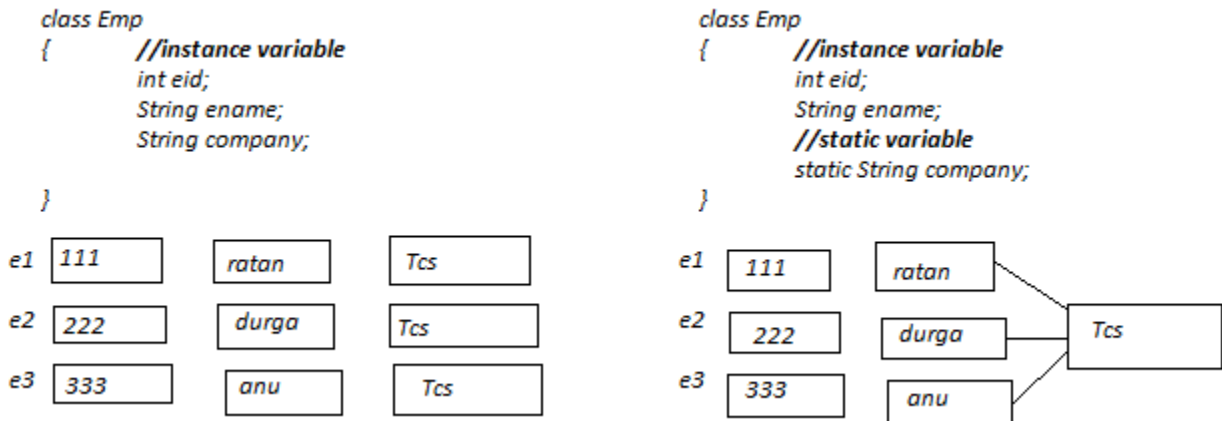 class Emp
{ //instance variable
int eid;
String ename;
String company;
}
e1 111 ratan Tcs
e2 222 durga Tcs
e3 333 anu Tcs
class Emp
{ //instance variable
int eid;
String ename;
//static variable
static String company;
}
e1 111 ratan
e2 222 durga Tcs
e3 333 anu